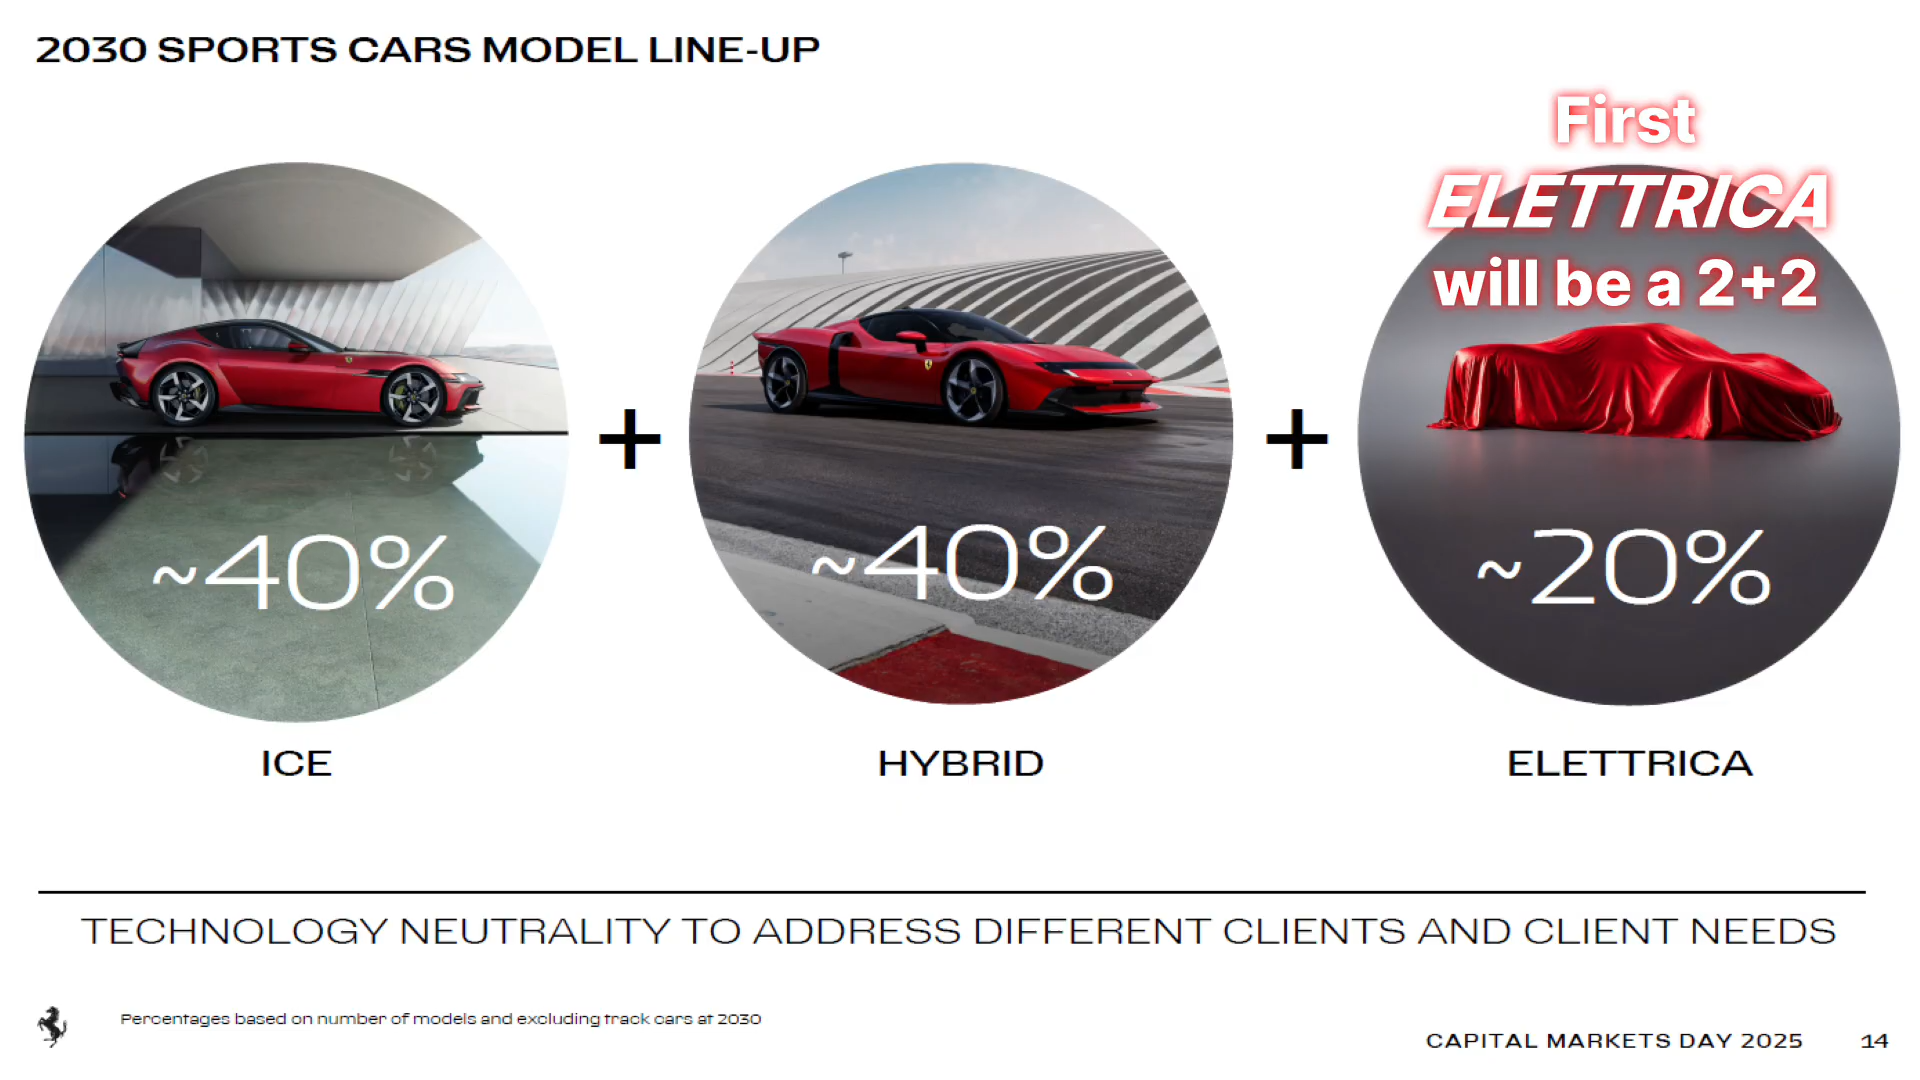 2030 SPORTS CARS MODEL LINE-UP
First
ELETTRICA
will be a 2+2
~40%
+
~40%
+
~20%
ICE
HYBRID
ELETTRICA
TECHNOLOGY NEUTRALITY TO ADDRESS DIFFERENT CLIENTS AND CLIENT NEEDS
Percentages based on number of models and excluding track cars at 2030
CAPITAL MARKETS DAY 2025 14